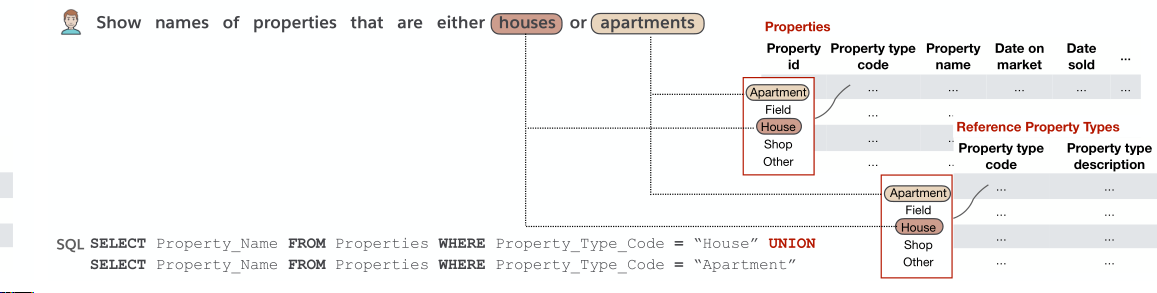 Show names of properties that are either houses or apartments
Properties
Property id Property type code Property name Date on market Date sold ...
Apartment ... ... ... ... ...
Field ... ..
House ... ..
Shop ... ..
Other
Reference Property Types
Property type code Property type description
Apartment ... ...
Field ... ...
House ... ...
Shop ... ...
Other
SQL SELECT Property_Name FROM Properties WHERE Property_Type_Code = “House” UNION
SELECT Property_Name FROM Properties WHERE Property_Type_Code = “Apartment”